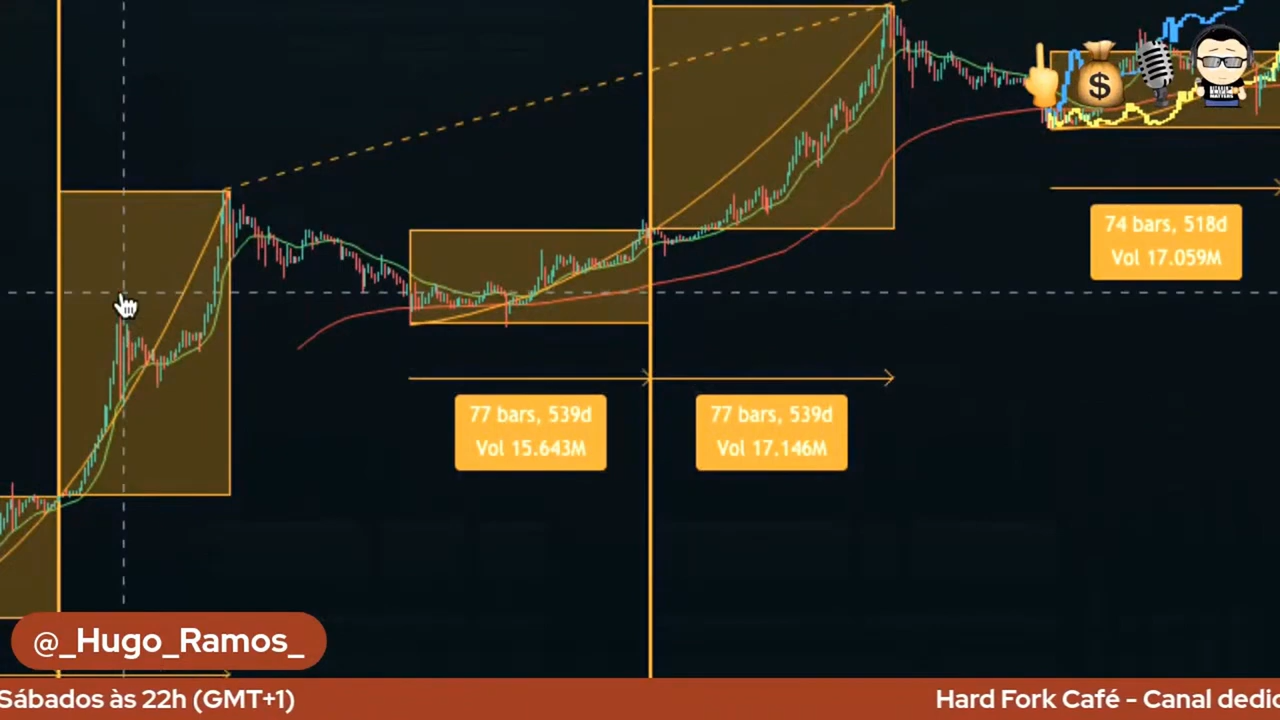 74 bars, 518d
Vol 17.059M
77 bars, 539d
Vol 15.643M
77 bars, 539d
Vol 17.146M
@_Hugo_Ramos_
Sábados às 22h (GMT+1)
Hard Fork Café - Canal